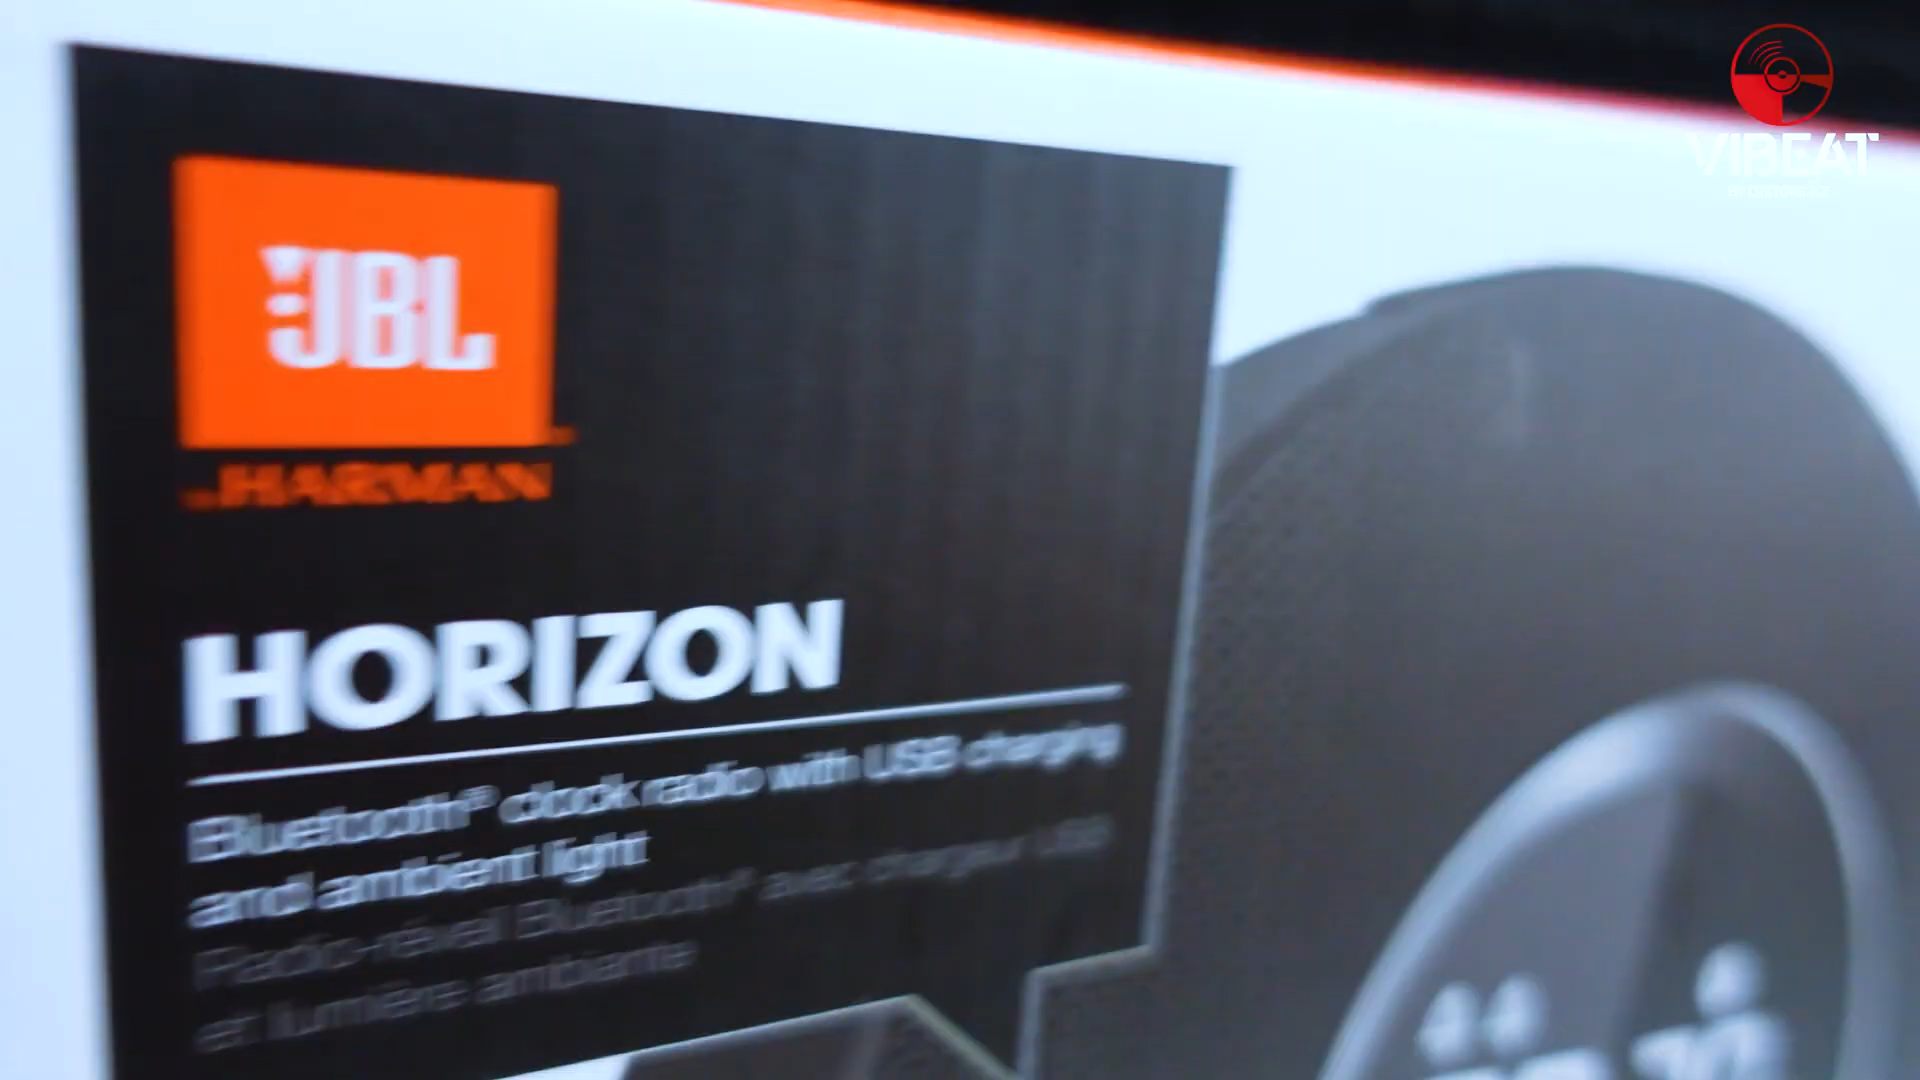 VIBEAT
JBL
HARMAN
HORIZON
Bluetooth® clock radio with USB charging
and ambient light
Radio-réveil Bluetooth® avec chargeur USB
et lumière ambiante